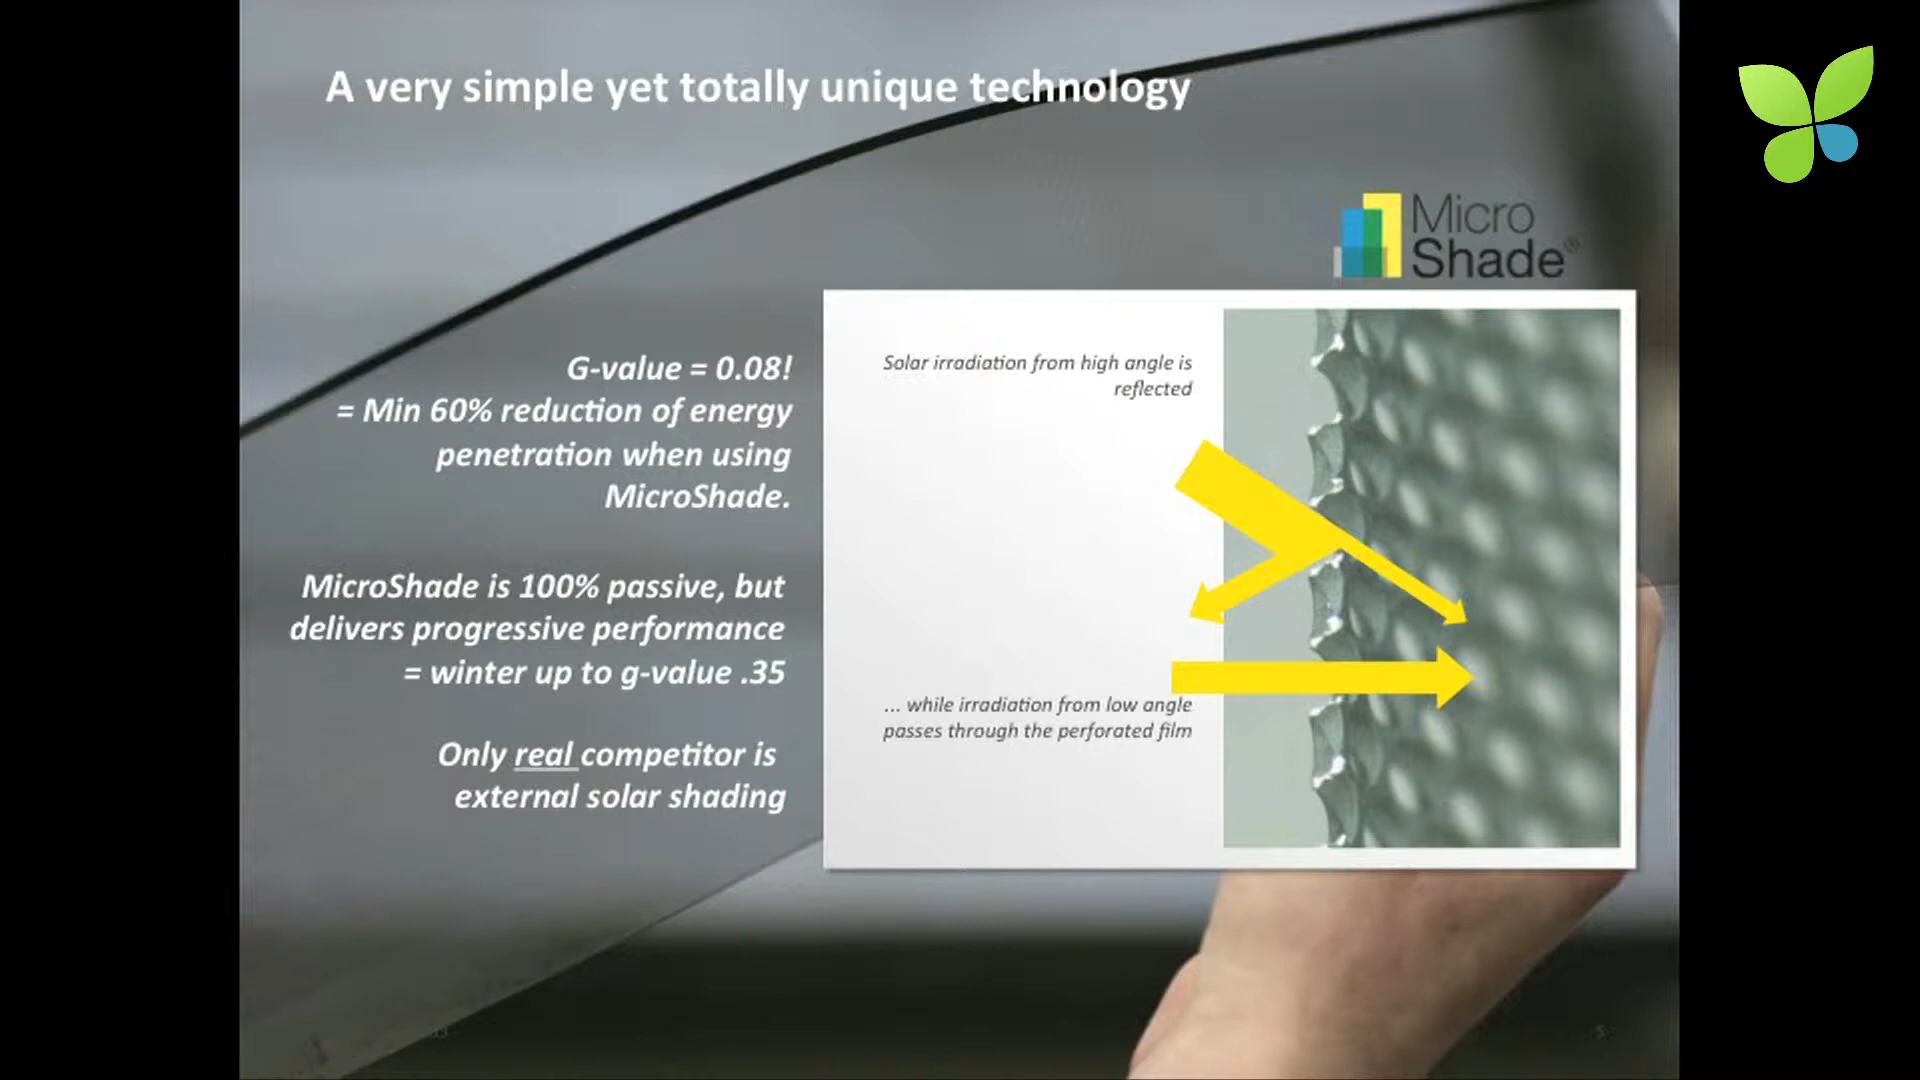 A very simple yet totally unique technology
Micro
Shade®
G-value = 0.08!
= Min 60% reduction of energy
penetration when using
MicroShade.
MicroShade is 100% passive, but
delivers progressive performance
= winter up to g-value .35
Only real competitor is
external solar shading
Solar irradiation from high angle is
reflected
... while irradiation from low angle
passes through the perforated film